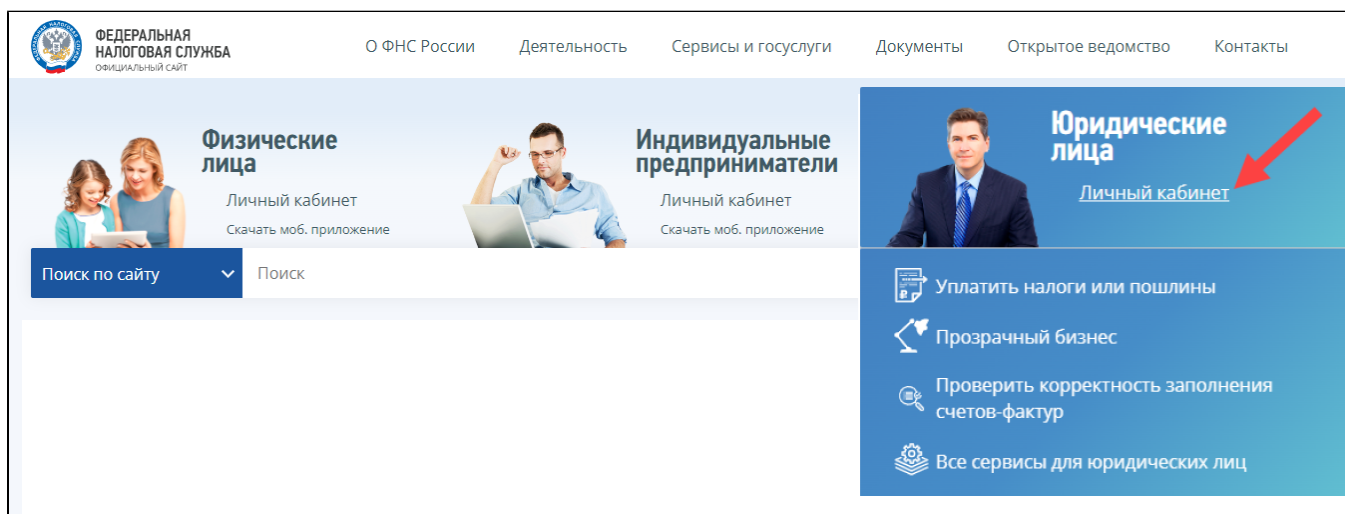 ФЕДЕРАЛЬНАЯ
НАЛОГОВАЯ СЛУЖБА
ОФИЦИАЛЬНЫЙ САЙТ
О ФНС России
Деятельность
Сервисы и госуслуги
Документы
Открытое ведомство
Контакты
Физические
лица
Личный кабинет
Скачать моб. приложение
Индивидуальные
предприниматели
Личный кабинет
Скачать моб. приложение
Юридические
лица
Личный кабинет
Поиск по сайту
Поиск
Уплатить налоги или пошлины
Прозрачный бизнес
Проверить корректность заполнения
счетов-фактур
Все сервисы для юридических лиц